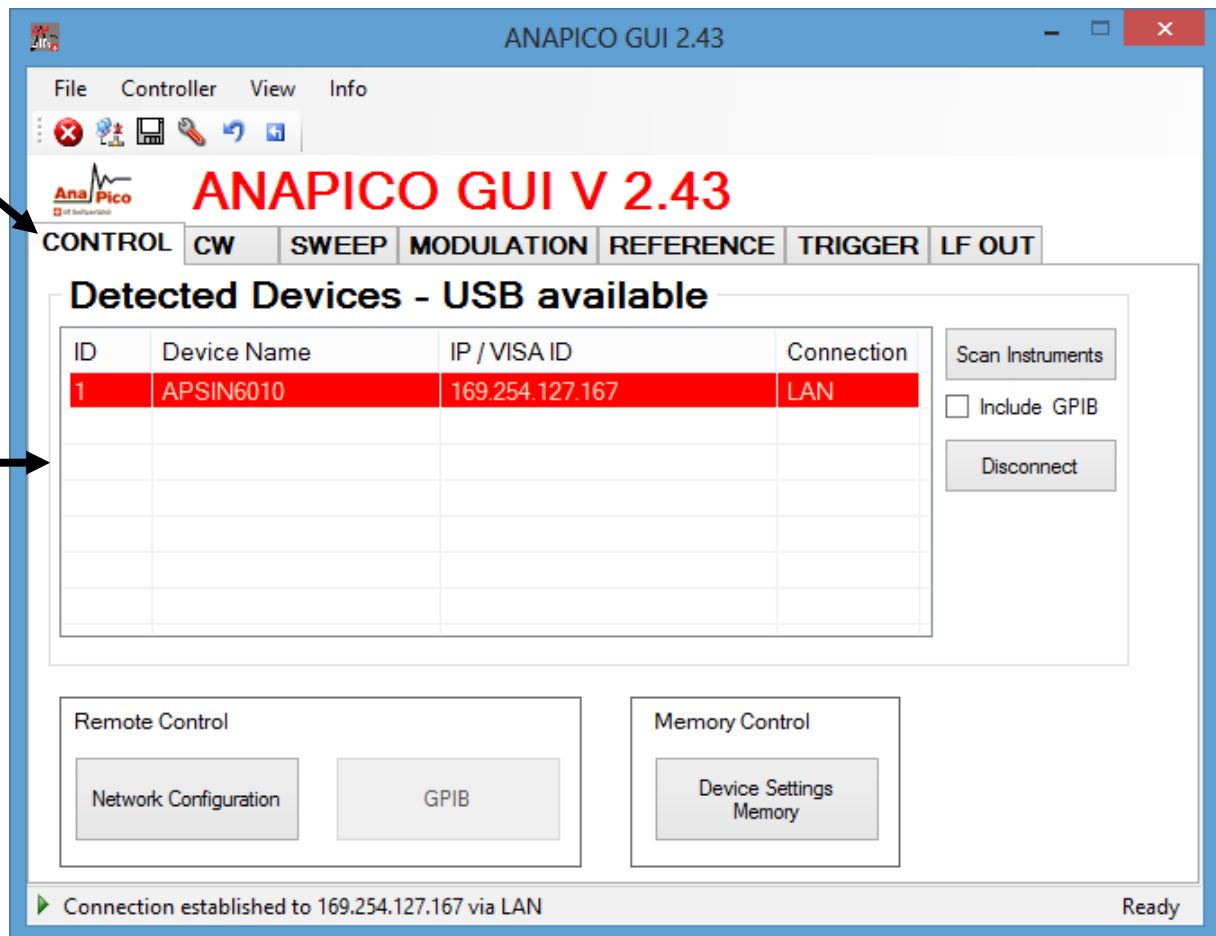 ANAPICO GUI 2.43
File Controller View Info
Ana Pico
of Switzerland
ANAPICO GUI V 2.43
CONTROL CW SWEEP MODULATION REFERENCE TRIGGER LF OUT
Detected Devices - USB available
ID Device Name IP / VISA ID Connection
1 APSIN6010 169.254.127.167 LAN
Scan Instruments
Include GPIB
Disconnect
Remote Control
Network Configuration
GPIB
Memory Control
Device Settings
Memory
Connection established to 169.254.127.167 via LAN
Ready